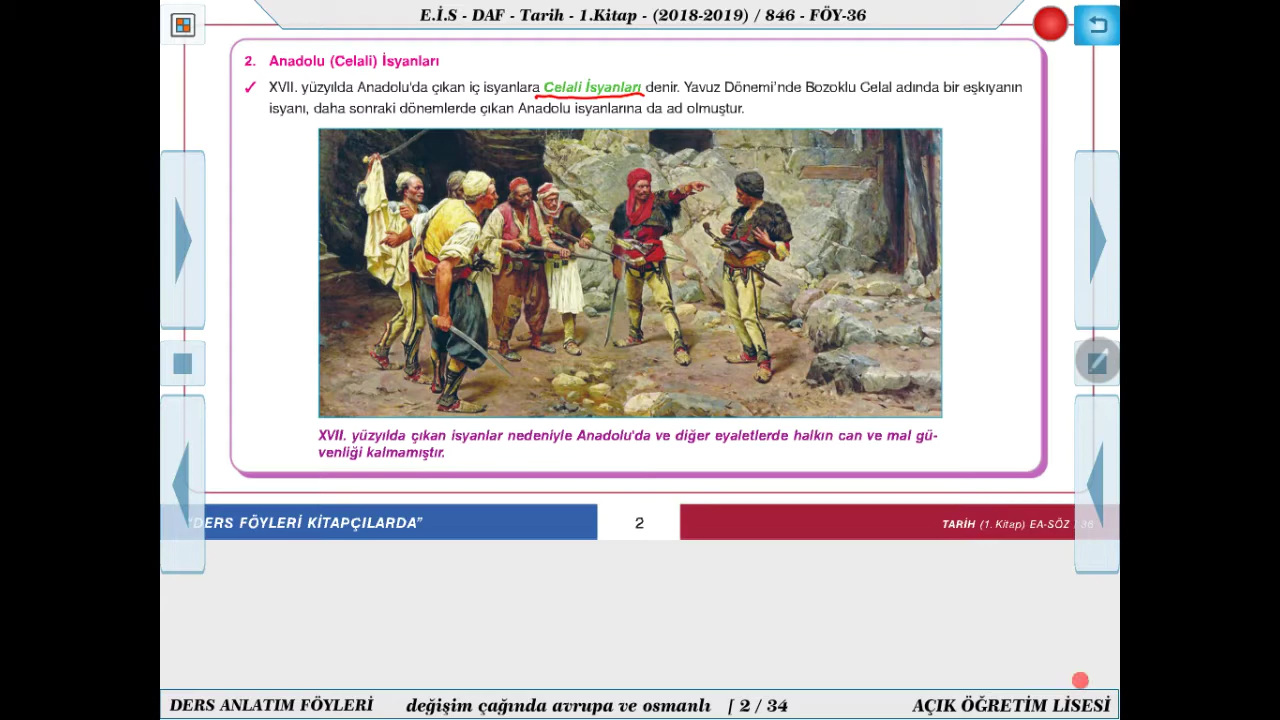 E.İ.S - DAF - Tarih - 1.Kitap - (2018-2019) / 846 - FÖY-36
2. Anadolu (Celali) İsyanları
✓ XVII. yüzyılda Anadolu'da çıkan iç isyanlara Celali İsyanları denir. Yavuz Dönemi'nde Bozoklu Celal adında bir eşkıyanın
isyanı, daha sonraki dönemlerde çıkan Anadolu isyanlarına da ad olmuştur.
XVII. yüzyılda çıkan isyanlar nedeniyle Anadolu'da ve diğer eyaletlerde halkın can ve mal gü-
venliği kalmamıştır.
"DERS FÖYLERİ KİTAPÇILARDA"
2
TARİH (1. Kitap) EA-SÖZ / 36
DERS ANLATIM FÖYLERİ değişim çağında avrupa ve osmanlı [ 2 / 34 AÇIK ÖĞRETİM LİSESİ